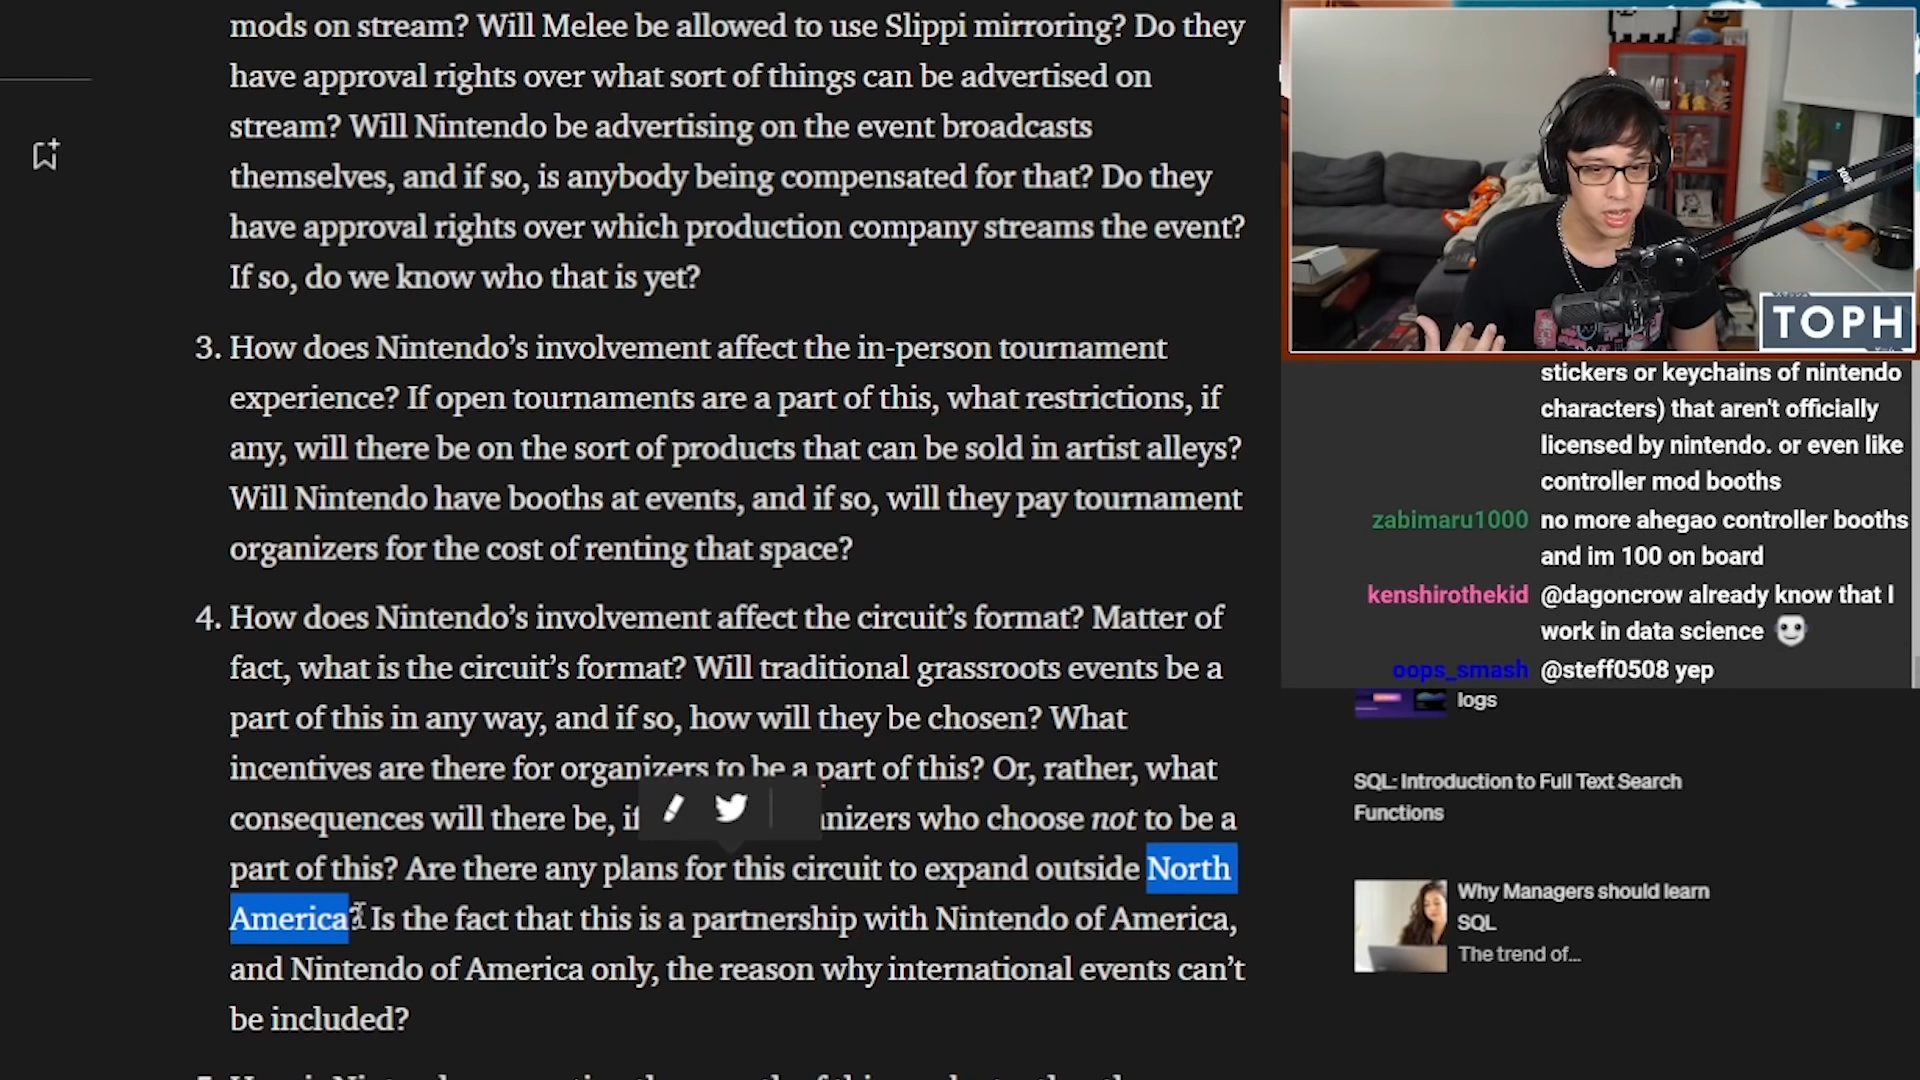 mods on stream? Will Melee be allowed to use Slippi mirroring? Do they
have approval rights over what sort of things can be advertised on
stream? Will Nintendo be advertising on the event broadcasts
themselves, and if so, is anybody being compensated for that? Do they
have approval rights over which production company streams the event?
If so, do we know who that is yet?
3. How does Nintendo’s involvement affect the in-person tournament
experience? If open tournaments are a part of this, what restrictions, if
any, will there be on the sort of products that can be sold in artist alleys?
Will Nintendo have booths at events, and if so, will they pay tournament
organizers for the cost of renting that space?
4. How does Nintendo’s involvement affect the circuit’s format? Matter of
fact, what is the circuit’s format? Will traditional grassroots events be a
part of this in any way, and if so, how will they be chosen? What
incentives are there for organizers to be a part of this? Or, rather, what
consequences will there be, if nizers who choose not to be a
part of this? Are there any plans for this circuit to expand outside North
America? Is the fact that this is a partnership with Nintendo of America,
and Nintendo of America only, the reason why international events can’t
be included?
TOPH
stickers or keychains of nintendo
characters) that aren't officially
licensed by nintendo. or even like
controller mod booths
zabimaru1000 no more ahegao controller booths
and im 100 on board
kenshirothekid @dagoncrow already know that I
work in data science
oops_smash @steff0508 yep
logs
SQL: Introduction to Full Text Search
Functions
Why Managers should learn
SQL
The trend of...